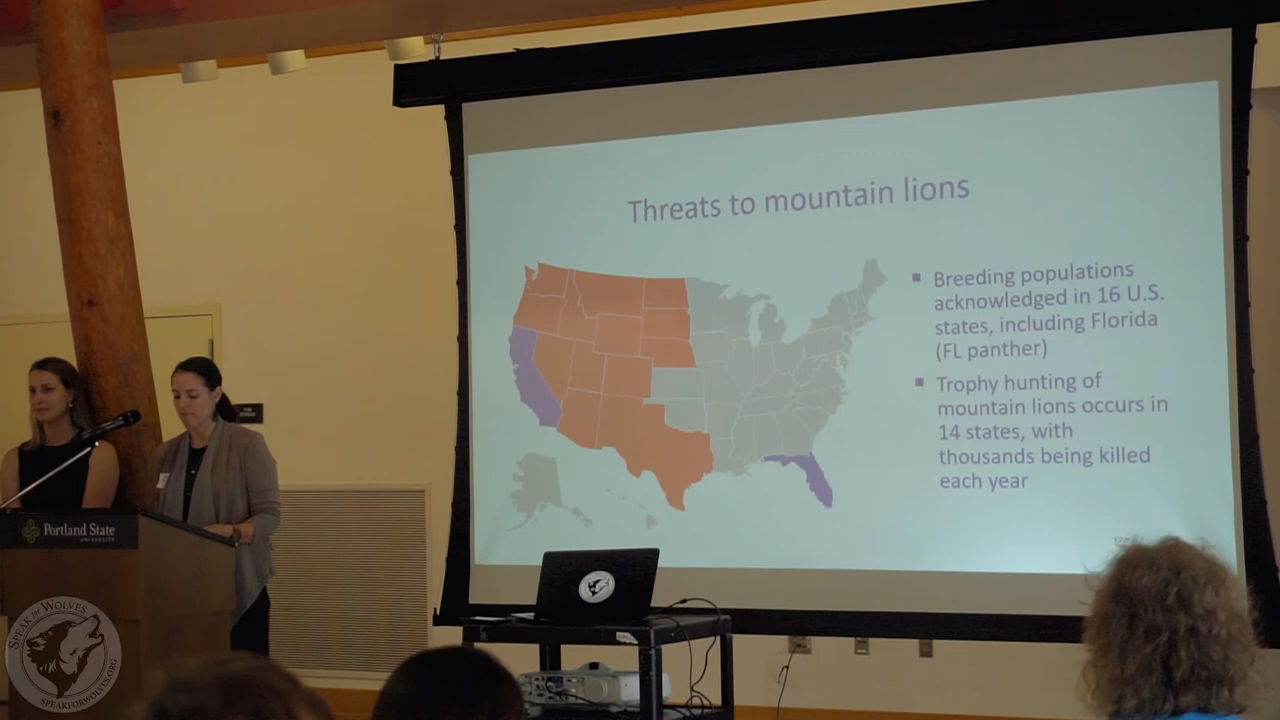 Threats to mountain lions
▪ Breeding populations
acknowledged in 16 U.S.
states, including Florida
(FL panther)
▪ Trophy hunting of
mountain lions occurs in
14 states, with
thousands being killed
each year
Portland State
UNIVERSITY
SPEAK for WOLVES
SPEAKFORWOLVES.ORG